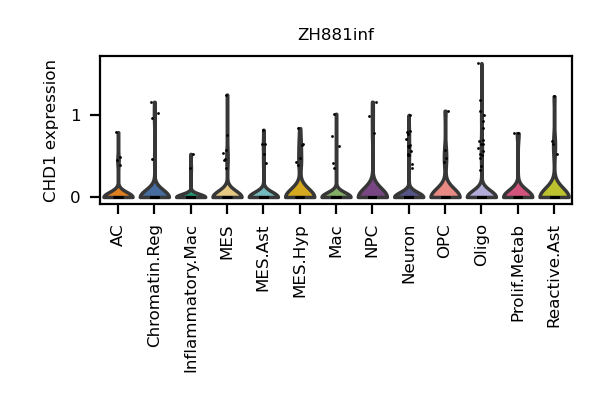 ZH881inf
CHD1 expression
1
0
AC
Chromatin.Reg
Inflammatory.Mac
MES
MES.Ast
MES.Hyp
Mac
NPC
Neuron
OPC
Oligo
Prolif.Metab
Reactive.Ast